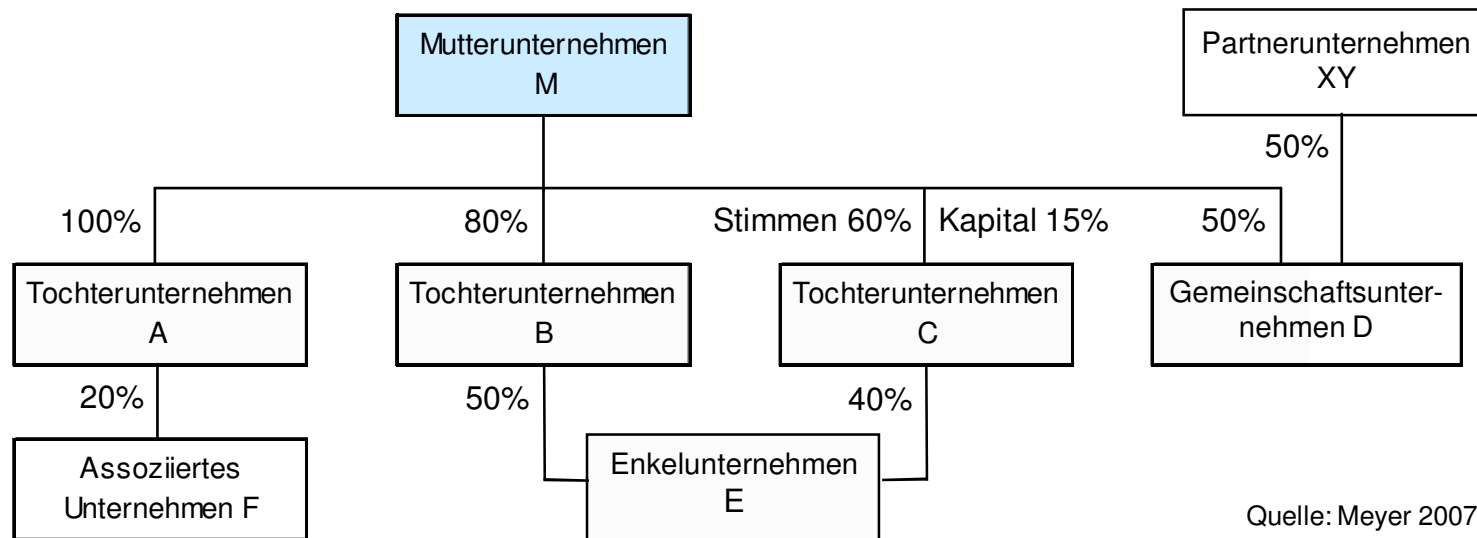 Mutterunternehmen
M
Partnerunternehmen
XY
50%
100%
80%
Stimmen 60%
Kapital 15%
50%
Tochterunternehmen
A
Tochterunternehmen
B
Tochterunternehmen
C
Gemeinschaftsunter-
nehmen D
20%
50%
40%
Assoziiertes
Unternehmen F
Enkelunternehmen
E
Quelle: Meyer 2007